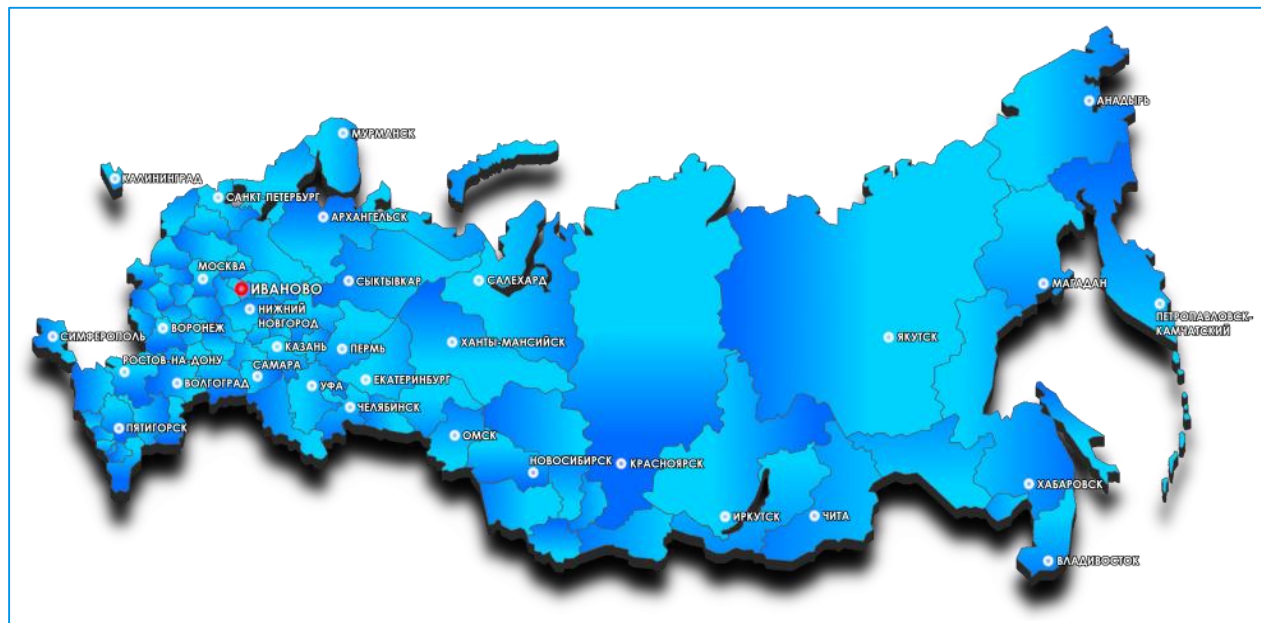 АНАДЫРЬ
МУРМАНСК
КАЛИНИНГРАД
САНКТ-ПЕТЕРБУРГ
АРХАНГЕЛЬСК
МОСКВА
СЫКТЫВКАР
САЛЕХАРД
МАГАДАН
ИВАНОВО
НИЖНИЙ
НОВГОРОД
ПЕТРОПАВЛОВСК-
КАМЧАТСКИЙ
ВОРОНЕЖ
СИМФЕРОПОЛЬ
ЯКУТСК
ХАНТЫ-МАНСИЙСК
КАЗАНЬ
ПЕРМЬ
РОСТОВ-НА-ДОНУ
САМАРА
ВОЛГОГРАД
УФА
ЕКАТЕРИНБУРГ
ЧЕЛЯБИНСК
ПЯТИГОРСК
ОМСК
НОВОСИБИРСК
КРАСНОЯРСК
ХАБАРОВСК
ИРКУТСК
ЧИТА
ВЛАДИВОСТОК